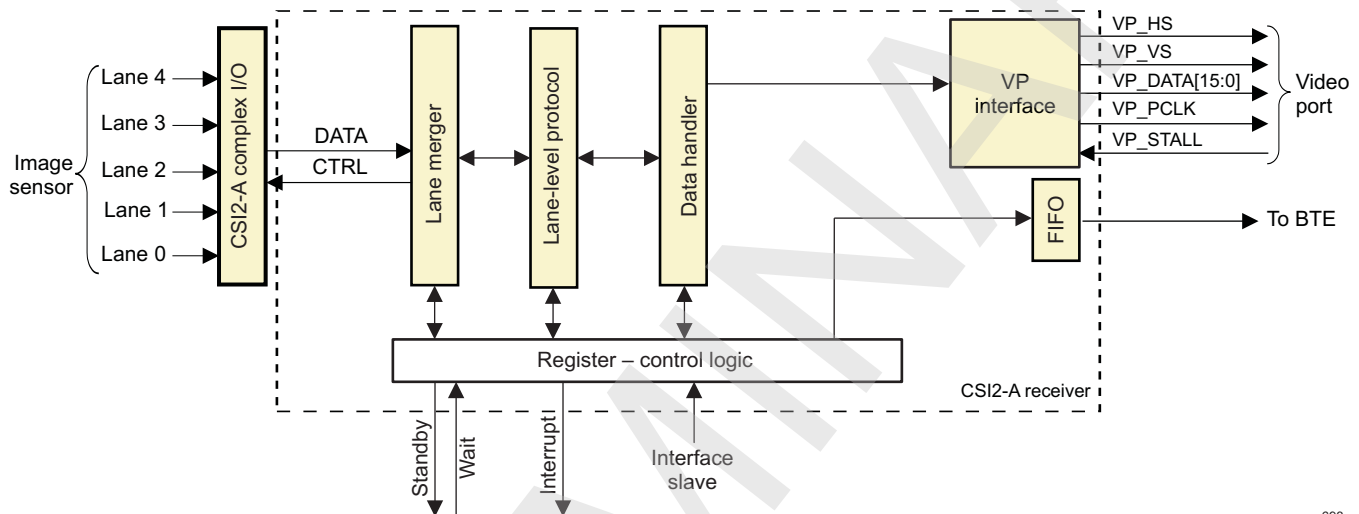 VP_HS
VP_VS
VP_DATA[15:0]
VP_PCLK
VP_STALL
Video
port
VP
interface
Lane 4
Lane 3
Lane 2
Lane 1
Lane 0
Image
sensor
CSI2-A complex I/O
DATA
CTRL
Lane merger
Lane-level protocol
Data handler
FIFO
To BTE
Register – control logic
CSI2-A receiver
Standby
Wait
Interrupt
Interface
slave